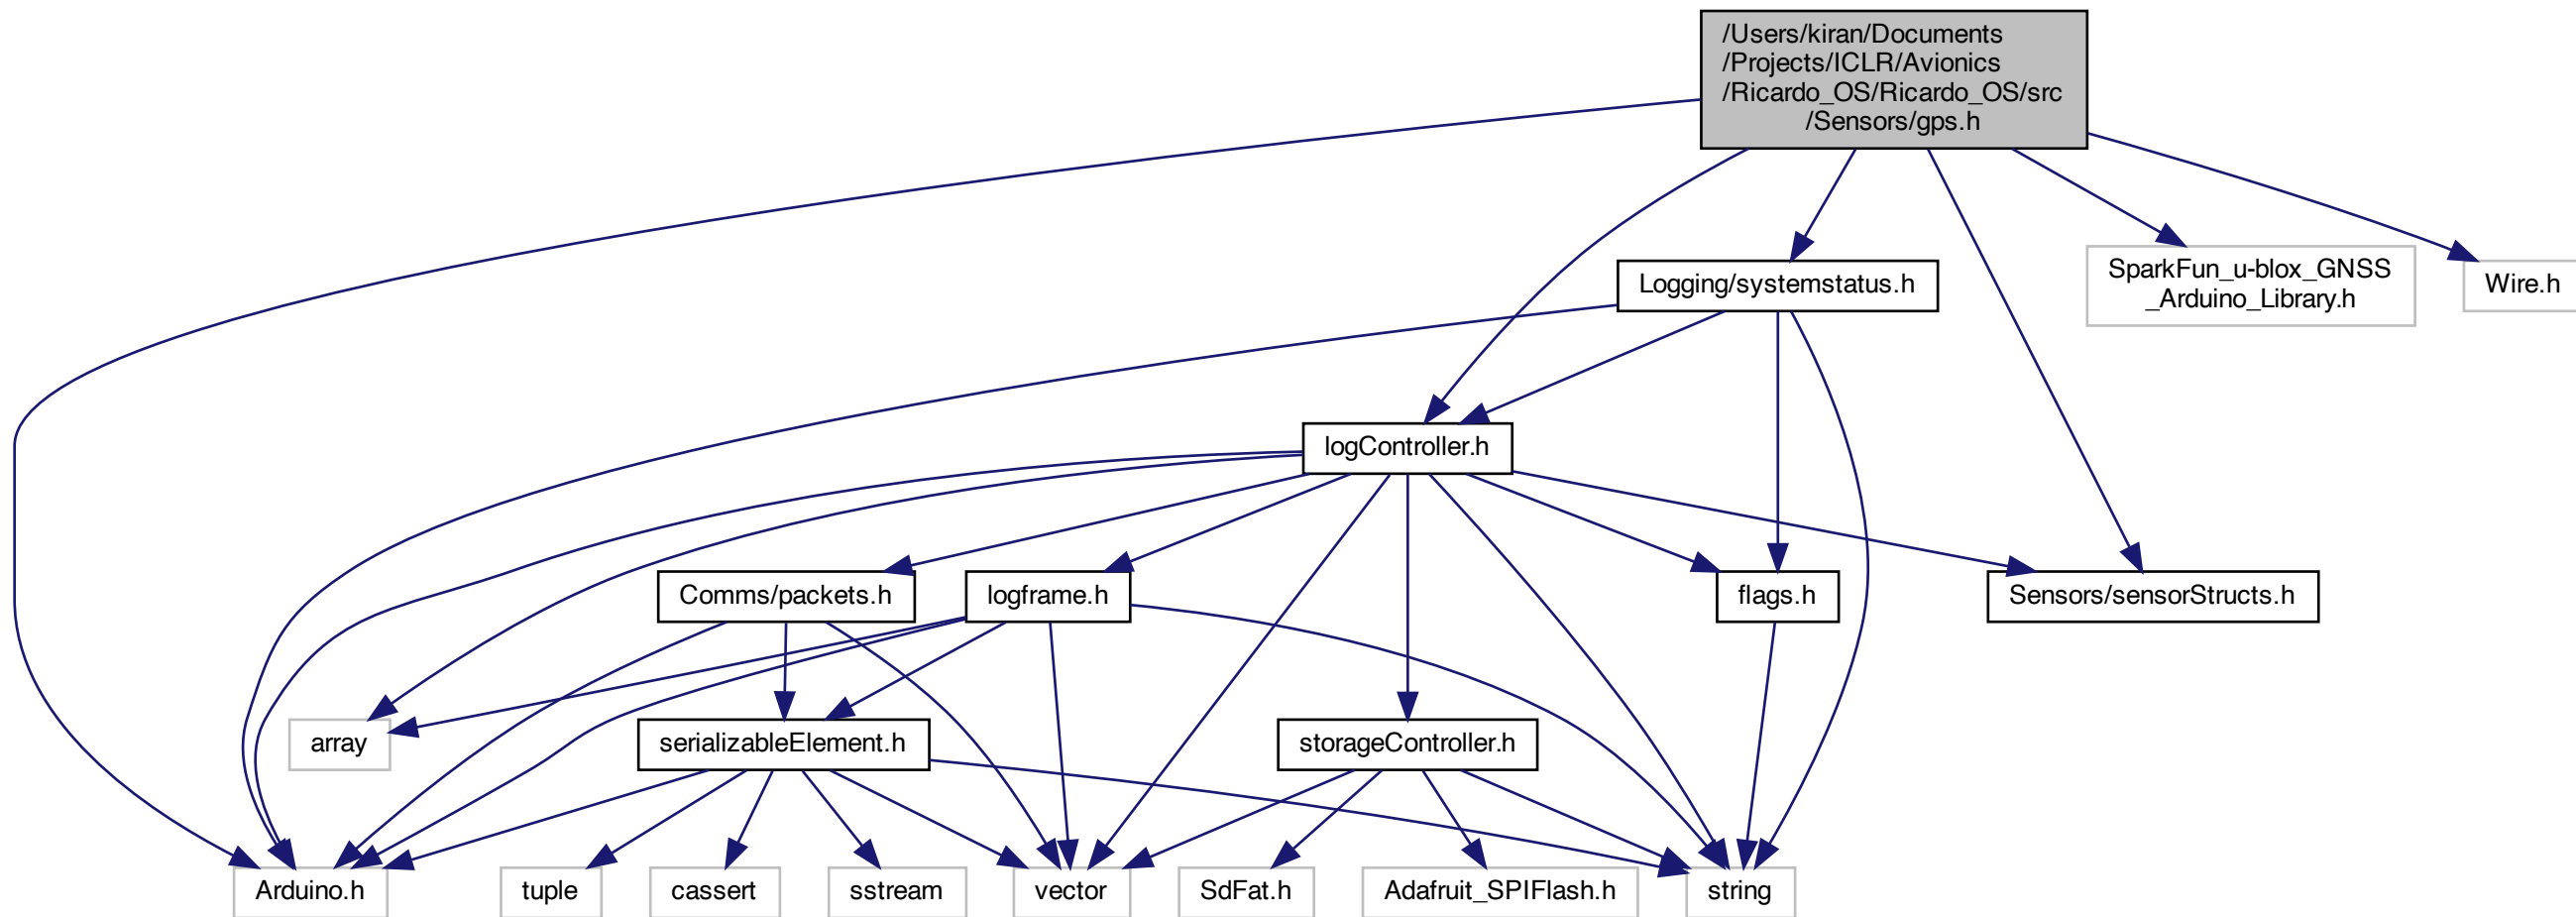 /Users/kiran/Documents
/Projects/ICLR/Avionics
/Ricardo_OS/Ricardo_OS/src
/Sensors/gps.h
Logging/systemstatus.h
SparkFun_u-blox_GNSS
_Arduino_Library.h
Wire.h
logController.h
Comms/packets.h
logframe.h
flags.h
Sensors/sensorStructs.h
array
serializableElement.h
storageController.h
Arduino.h
tuple
cassert
sstream
vector
SdFat.h
Adafruit_SPIFlash.h
string